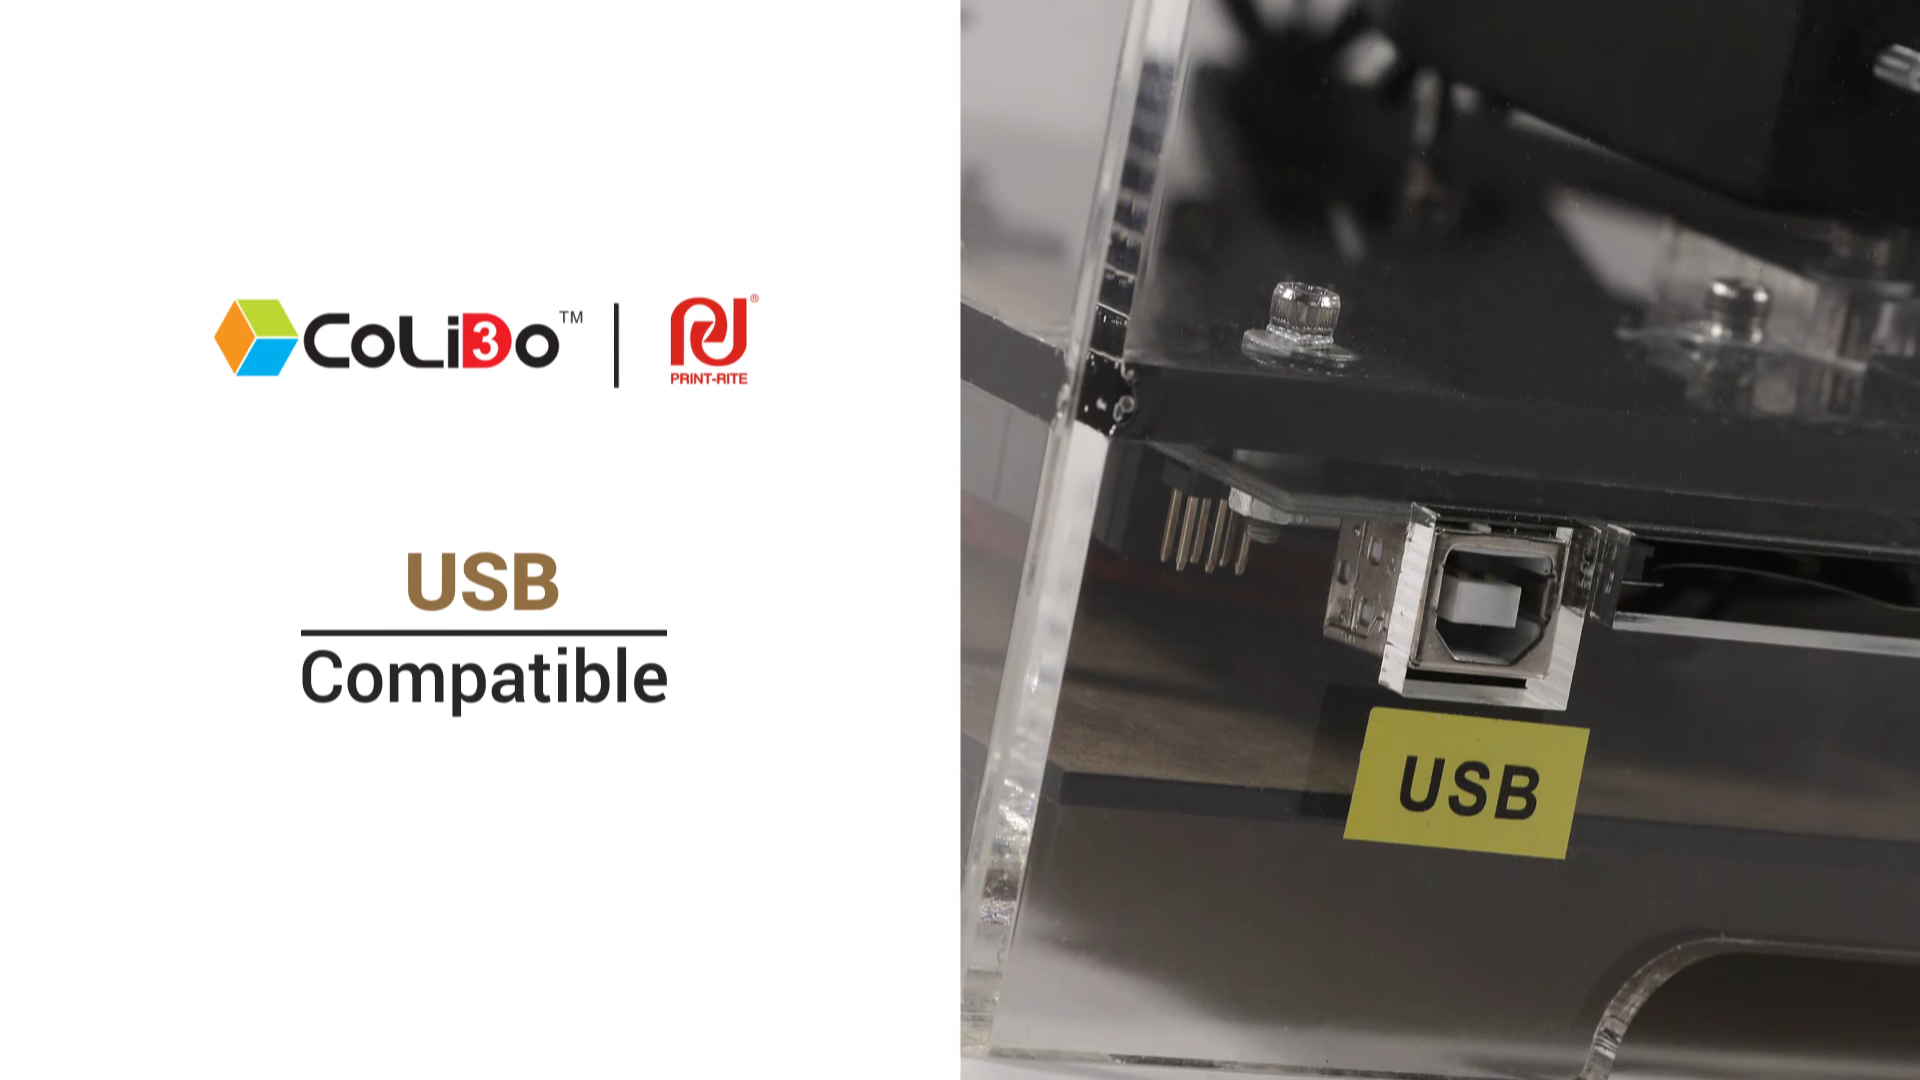 CoLiDo™
PRINT-RITE®
USB
Compatible
USB